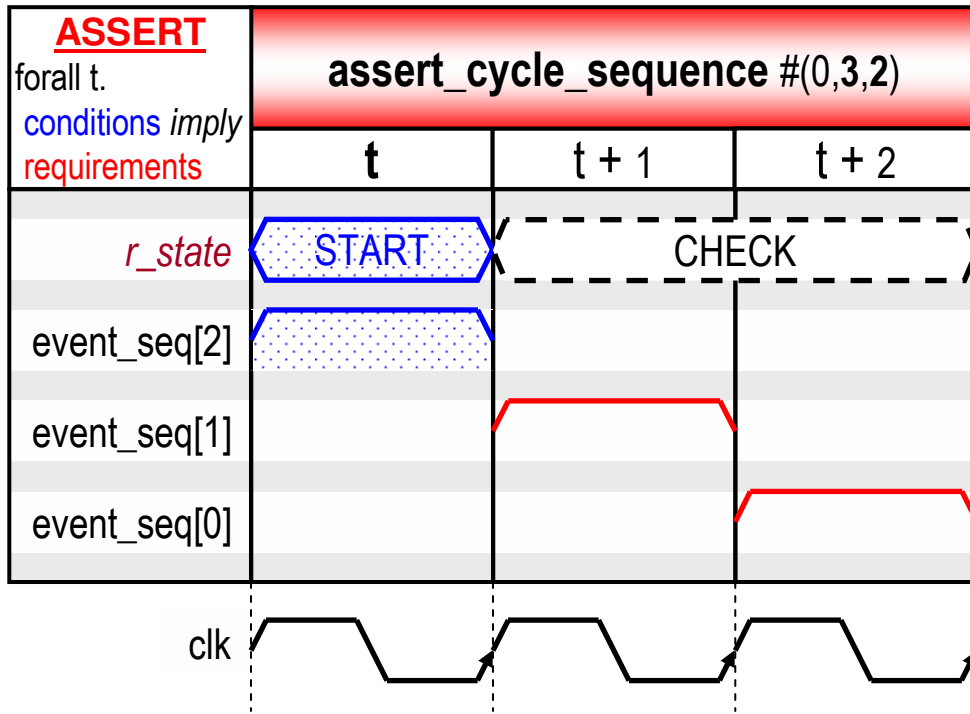 ASSERT
forall t.
conditions imply
requirements
assert_cycle_sequence #(0,3,2)
t
t + 1
t + 2
r_state
START
CHECK
event_seq[2]
event_seq[1]
event_seq[0]
clk